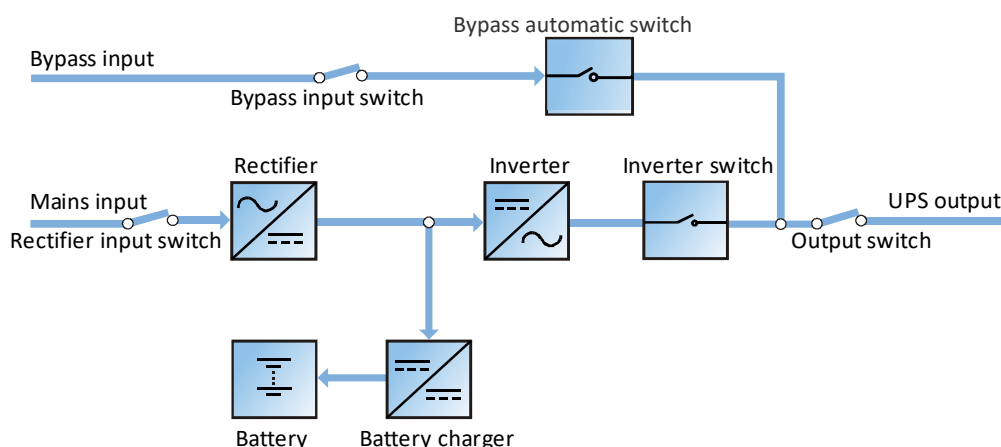 Bypass automatic switch
Bypass input
Bypass input switch
Rectifier
Inverter
Inverter switch
Mains input
UPS output
Rectifier input switch
Output switch
Battery
Battery charger